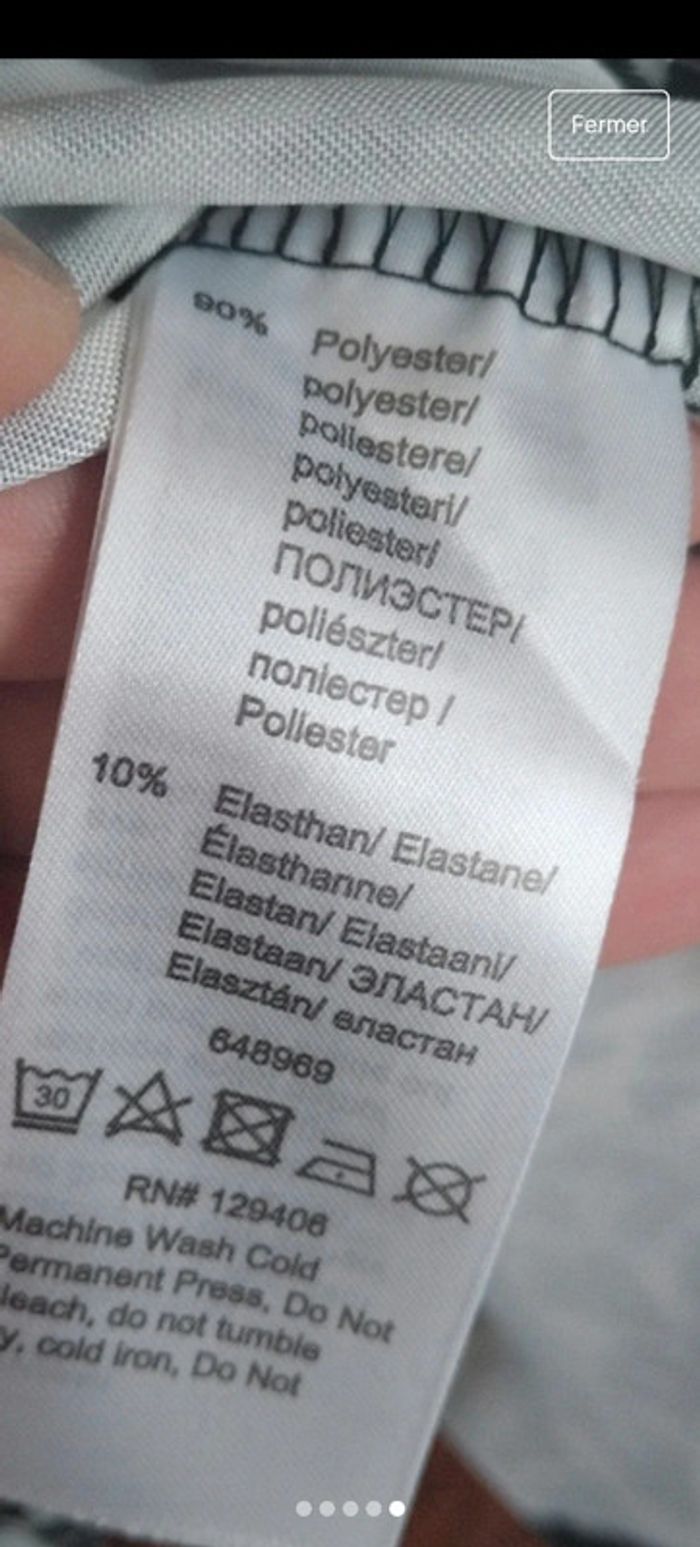 Fermer
90% Polyester/
polyester/
poliestere/
polyesteri/
poliester/
ПОЛИЭСТЕР/
poliészter/
поліестер /
Poliester
10% Elasthan/ Elastane/
Élasthanne/
Elastan/ Elastaani/
Elastaan/ ЭЛАСТАН/
Elasztán/ еластан
648969
30
RN# 129406
Machine Wash Cold
Permanent Press, Do Not
leach, do not tumble
y, cold iron, Do Not